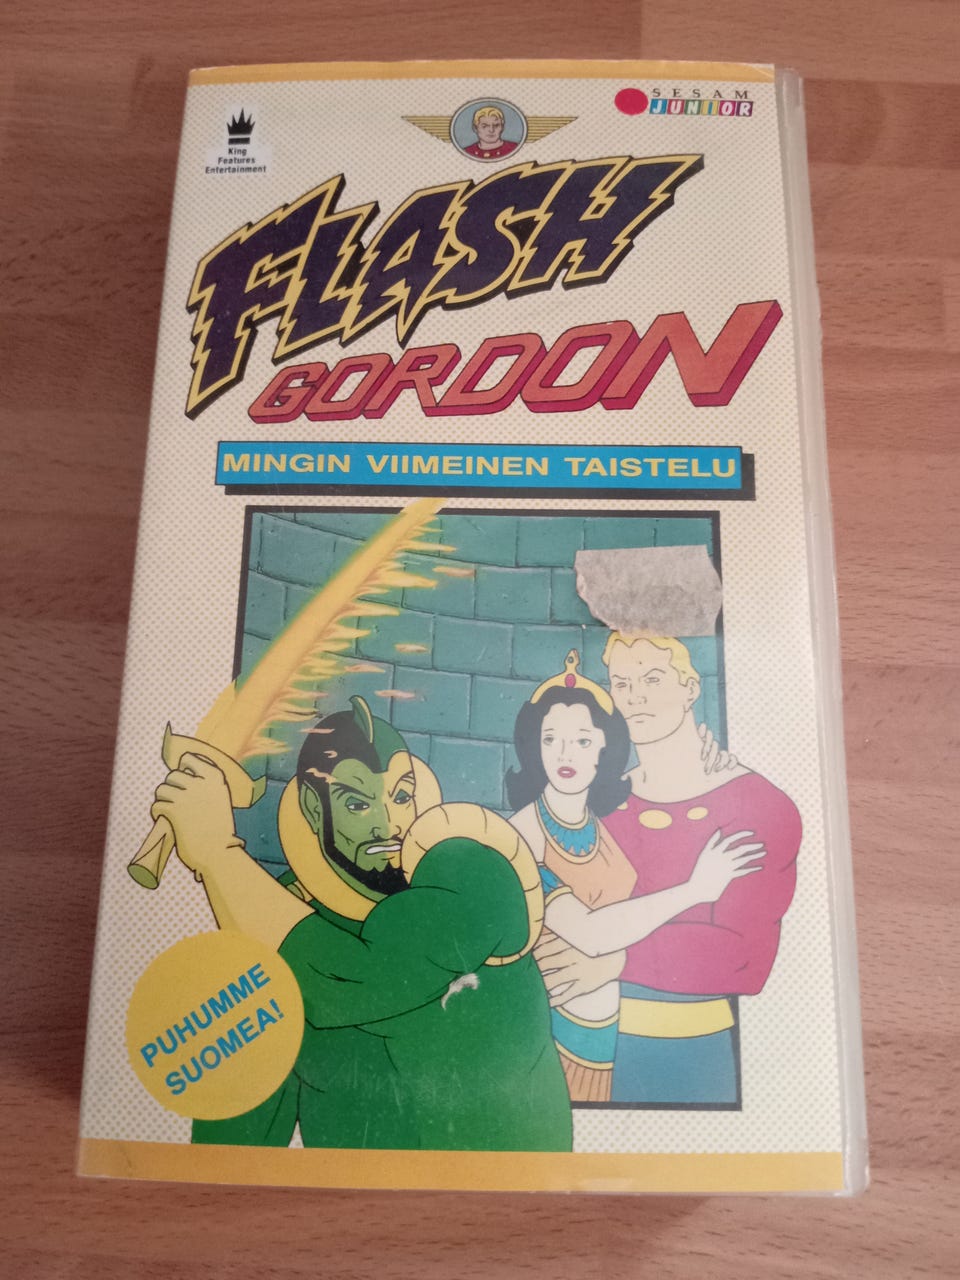 King
Features
Entertainment
SESAM
JUNIOR
FLASH
GORDON
MINGIN VIIMEINEN TAISTELU
PUHUMME
SUOMEA!